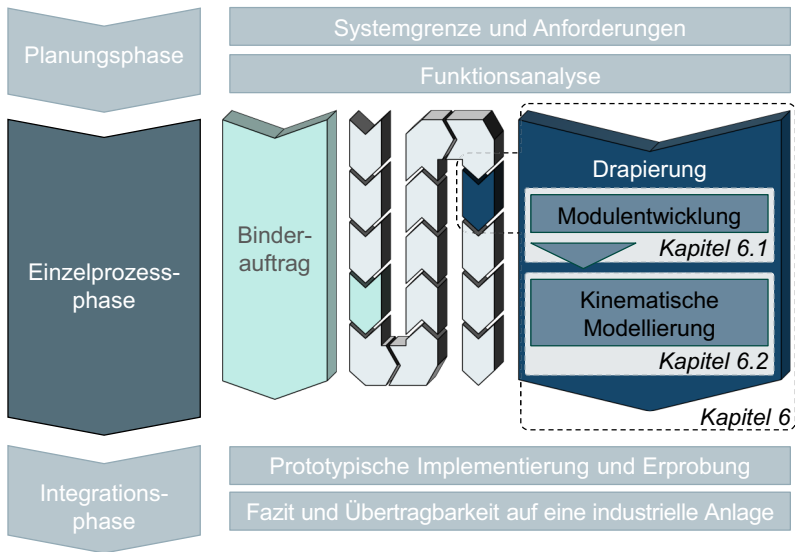 Planungsphase
Systemgrenze und Anforderungen
Funktionsanalyse
Einzelprozess-
phase
Binder-
auftrag
Drapierung
Modulentwicklung
Kapitel 6.1
Kinematische
Modellierung
Kapitel 6.2
Kapitel 6
Integrations-
phase
Prototypische Implementierung und Erprobung
Fazit und Übertragbarkeit auf eine industrielle Anlage